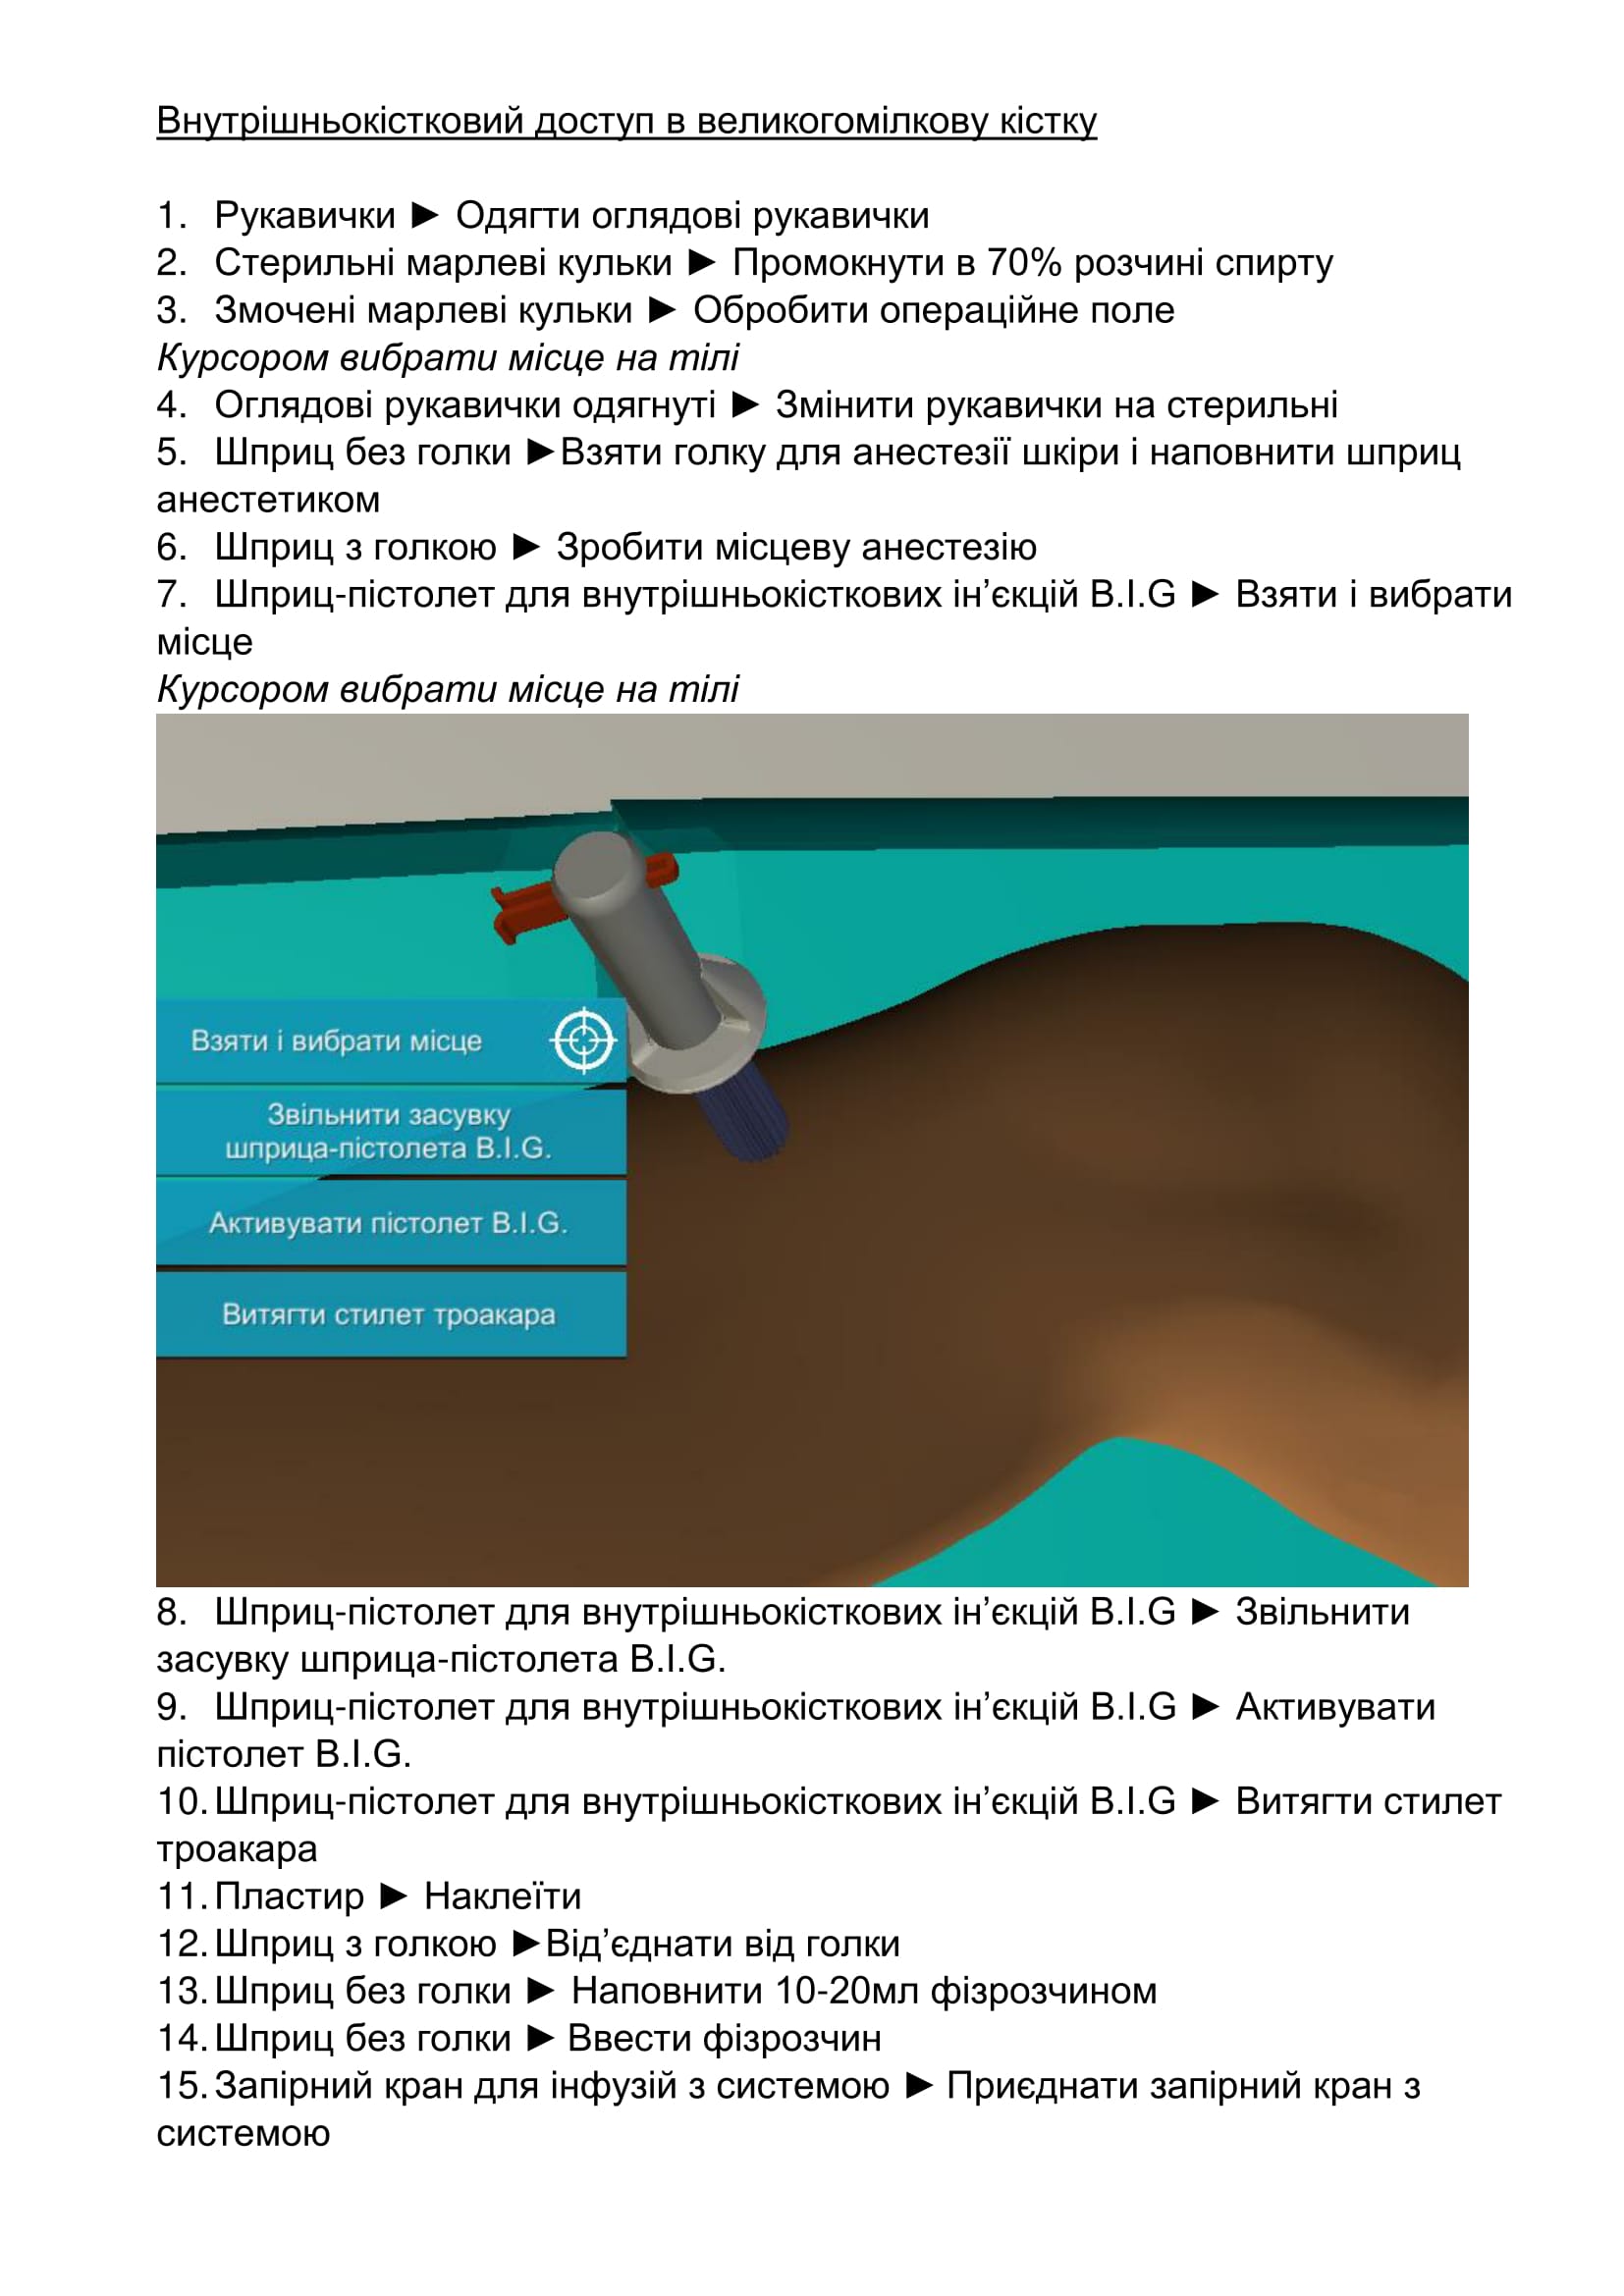 Внутрішньокістковий доступ в великогомілкову кістку
1. Рукавички ► Одягти оглядові рукавички
2. Стерильні марлеві кульки ► Промокнути в 70% розчині спирту
3. Змочені марлеві кульки ► Обробити операційне поле
Курсором вибрати місце на тілі
4. Оглядові рукавички одягнуті ► Змінити рукавички на стерильні
5. Шприц без голки ►Взяти голку для анестезії шкіри і наповнити шприц
анестетиком
6. Шприц з голкою ► Зробити місцеву анестезію
7. Шприц-пістолет для внутрішньокісткових ін’єкцій B.I.G ► Взяти і вибрати
місце
Курсором вибрати місце на тілі
Взяти і вибрати місце
Звільнити засувку
шприца-пістолета B.I.G.
Активувати пістолет B.I.G.
Витягти стилет троакара
8. Шприц-пістолет для внутрішньокісткових ін’єкцій B.I.G ► Звільнити
засувку шприца-пістолета B.I.G.
9. Шприц-пістолет для внутрішньокісткових ін’єкцій B.I.G ► Активувати
пістолет B.I.G.
10. Шприц-пістолет для внутрішньокісткових ін’єкцій B.I.G ► Витягти стилет
троакара
11. Пластир ► Наклеїти
12. Шприц з голкою ►Від’єднати від голки
13. Шприц без голки ► Наповнити 10-20мл фізрозчином
14. Шприц без голки ► Ввести фізрозчин
15. Запірний кран для інфузій з системою ► Приєднати запірний кран з
системою